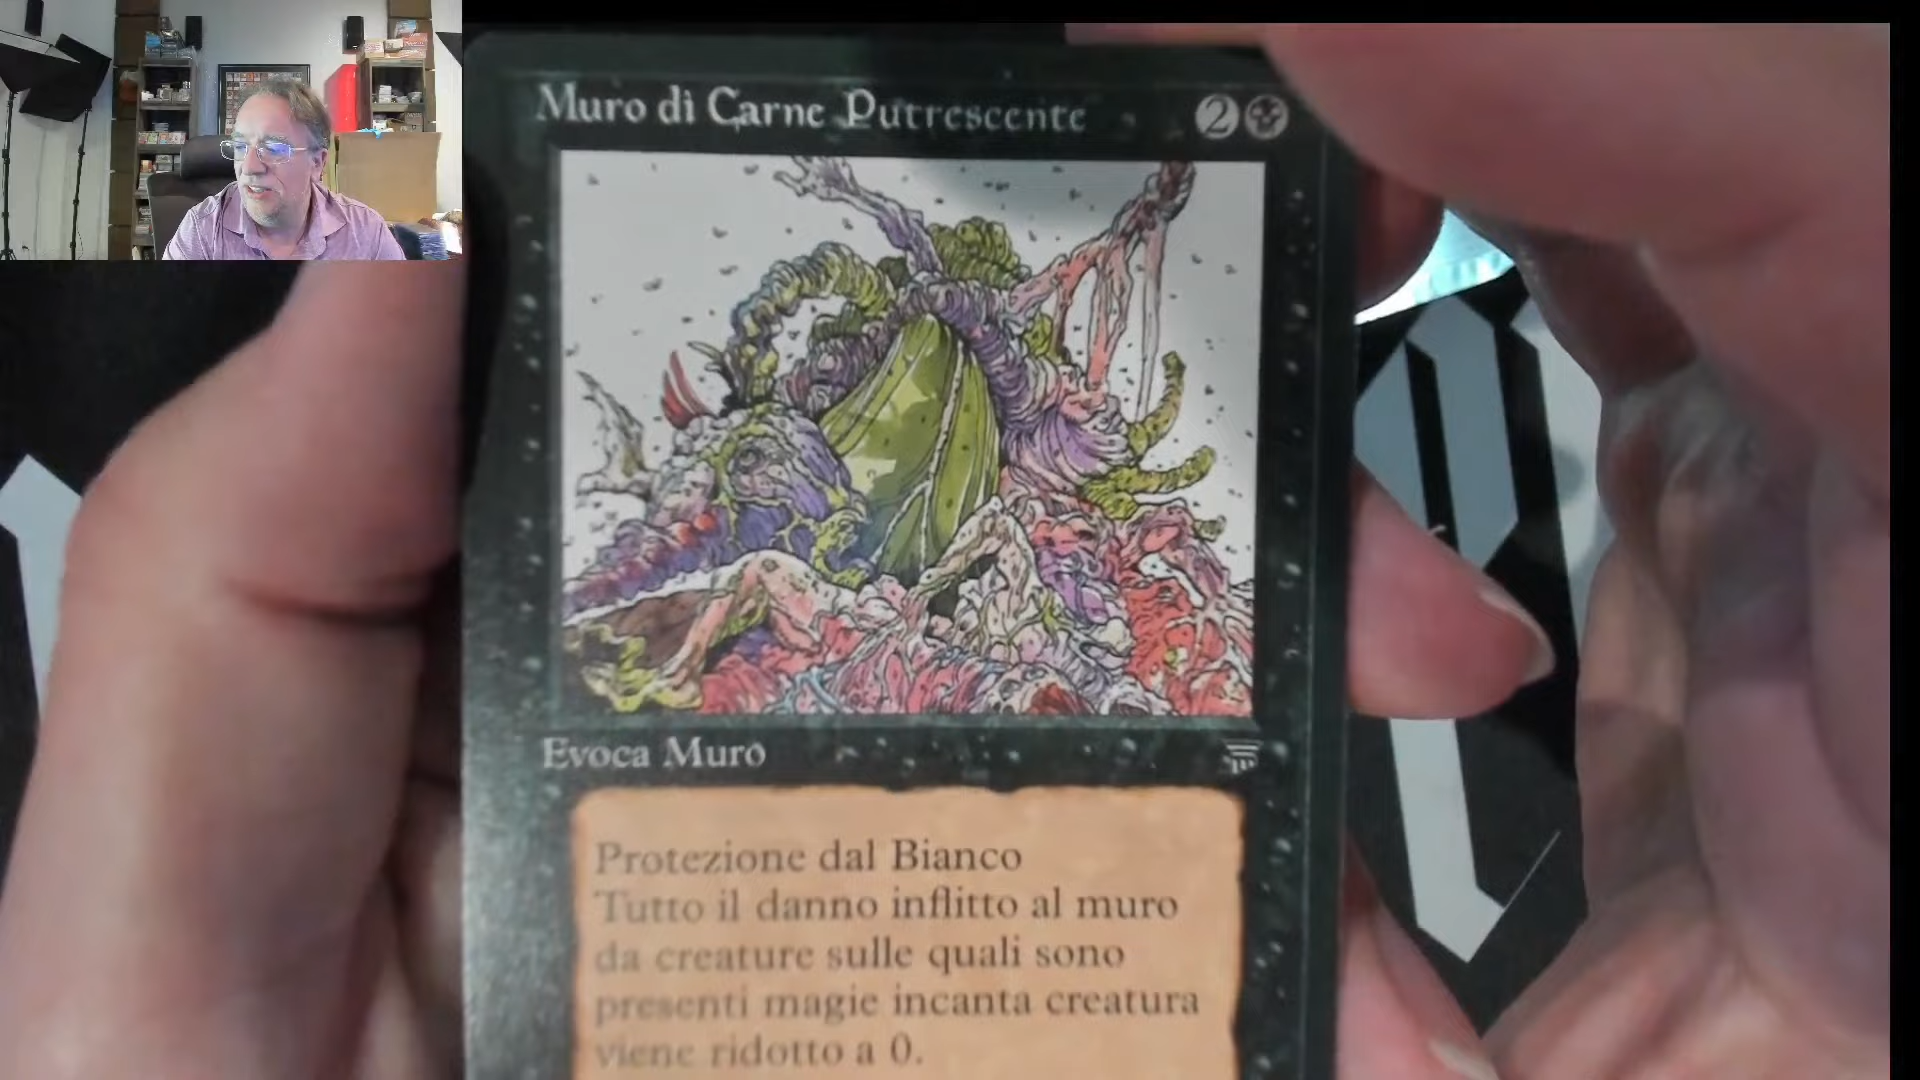 Muro di Carne Putrescente 2
Evoca Muro
Protezione dal Bianco
Tutto il danno inflitto al muro
da creature sulle quali sono
presenti magie incanta creatura
viene ridotto a 0.